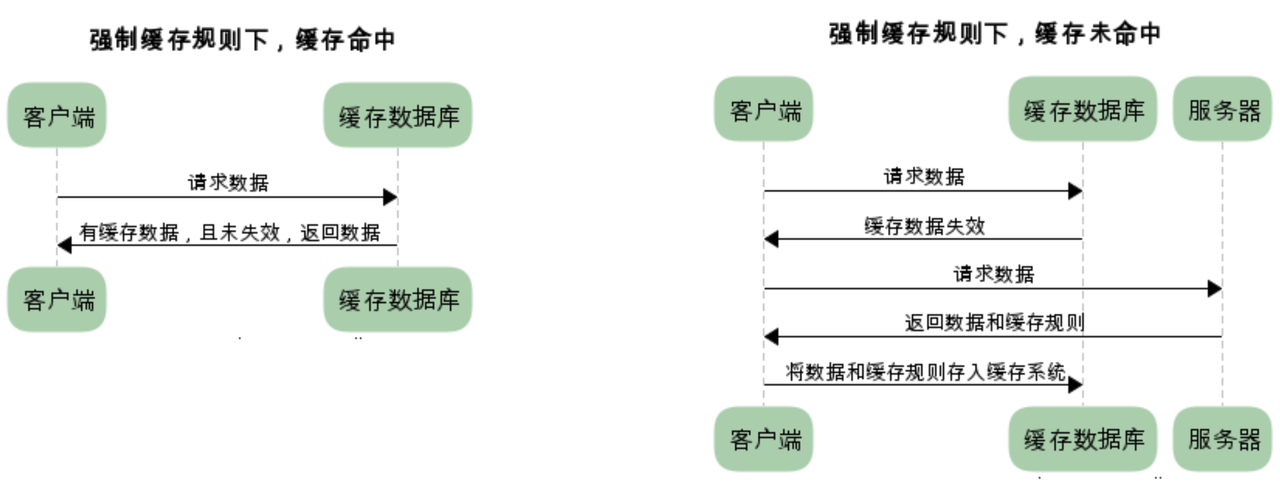 强制缓存规则下，缓存命中
客户端
缓存数据库
请求数据
有缓存数据，且未失效，返回数据
客户端
缓存数据库
强制缓存规则下，缓存未命中
客户端
缓存数据库
服务器
请求数据
缓存数据失效
请求数据
返回数据和缓存规则
将数据和缓存规则存入缓存系统
客户端
缓存数据库
服务器